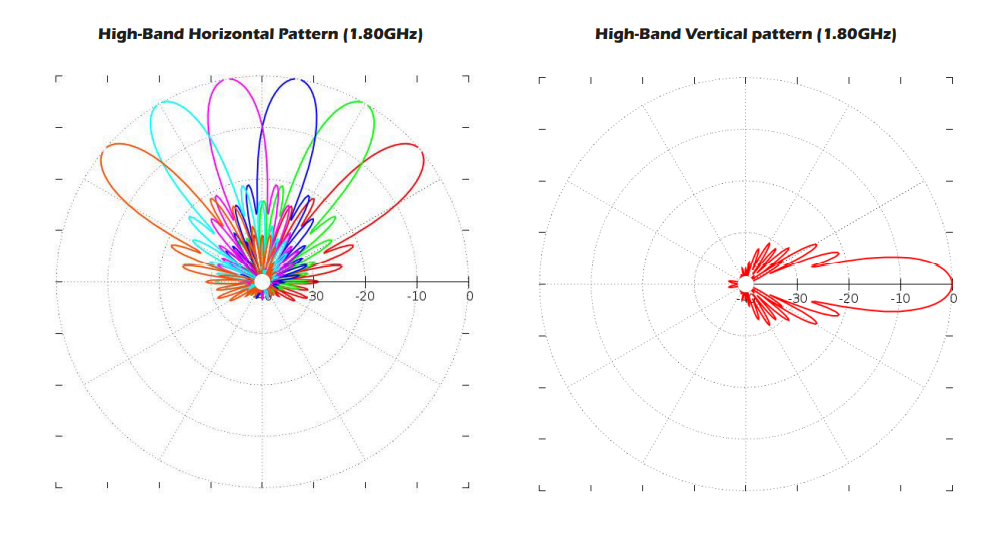 High-Band Horizontal Pattern (1.80GHz)
High-Band Vertical pattern (1.80GHz)
-30 -20 -10 0
-40 -30 -20 -10 0